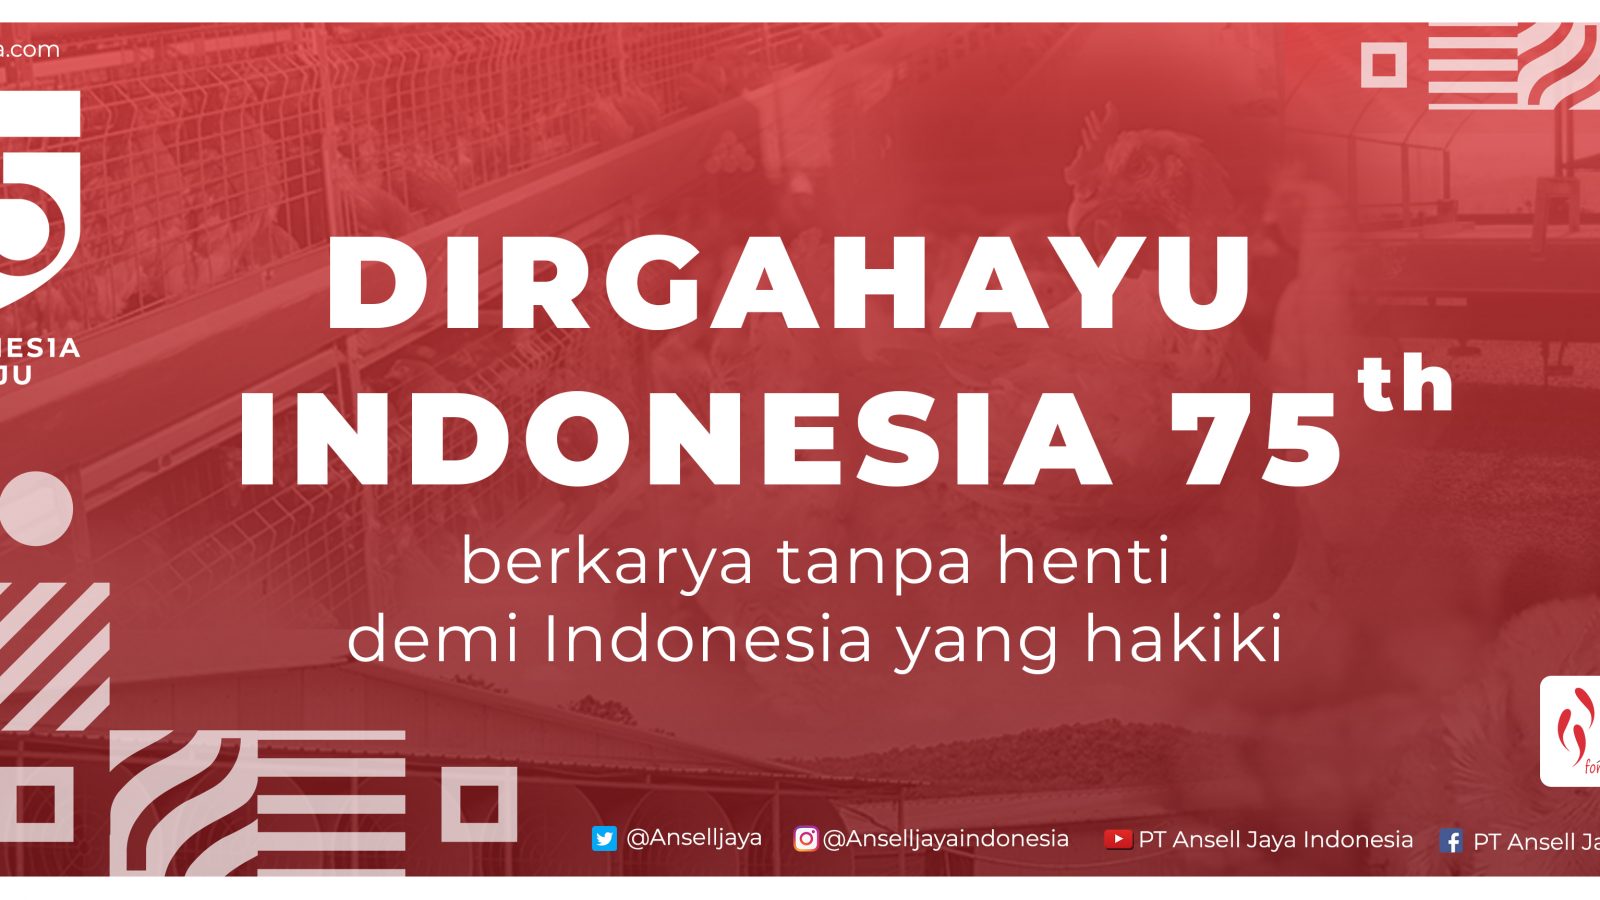 a.com
NES1A
JU
DIRGAHAYU
INDONESIA 75th
berkarya tanpa henti
demi Indonesia yang hakiki
@Anselljaya @Anselljayaindonesia PT Ansell Jaya Indonesia PT Ansell Ja